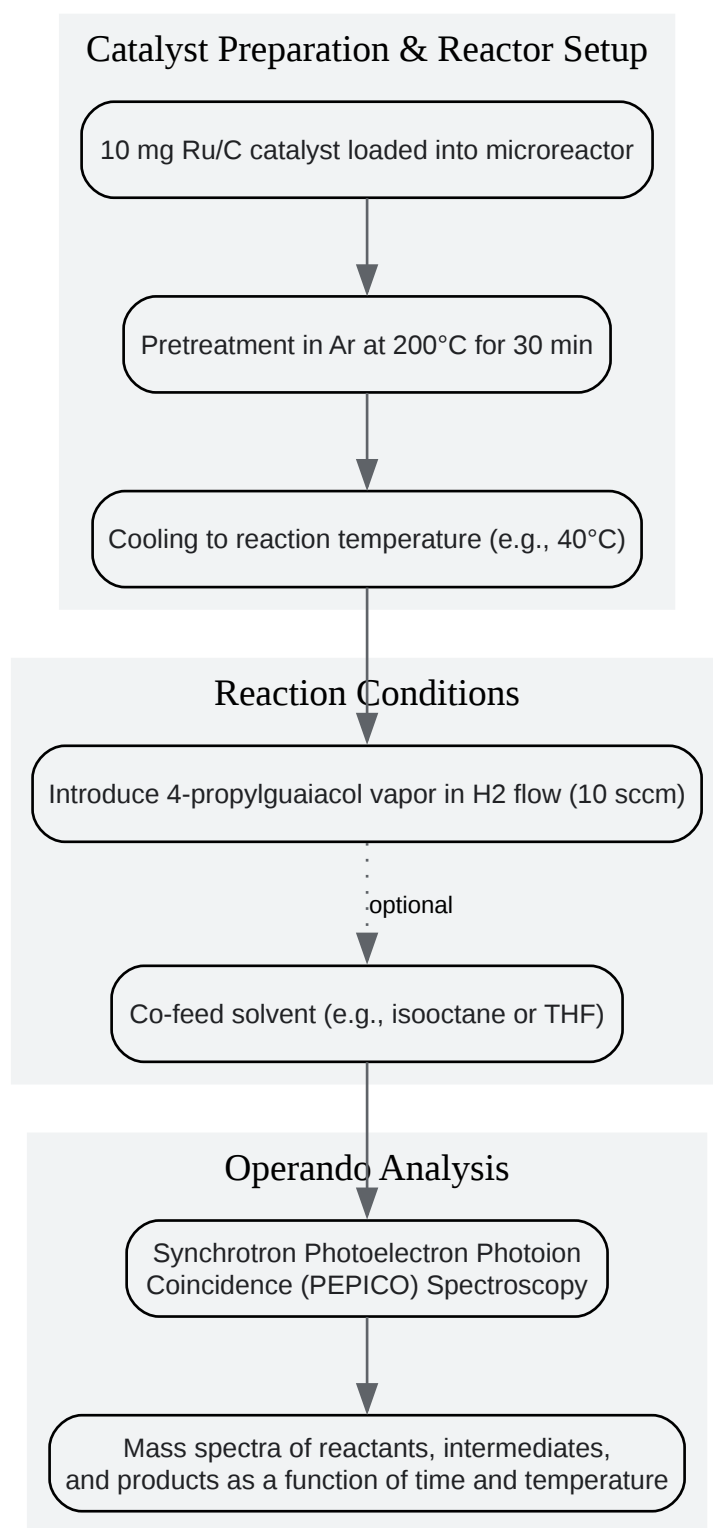 Catalyst Preparation & Reactor Setup
10 mg Ru/C catalyst loaded into microreactor
Pretreatment in Ar at 200°C for 30 min
Cooling to reaction temperature (e.g., 40°C)
Reaction Conditions
Introduce 4-propylguaiacol vapor in H2 flow (10 sccm)
optional
Co-feed solvent (e.g., isooctane or THF)
Operando Analysis
Synchrotron Photoelectron Photoion
Coincidence (PEPICO) Spectroscopy
Mass spectra of reactants, intermediates,
and products as a function of time and temperature